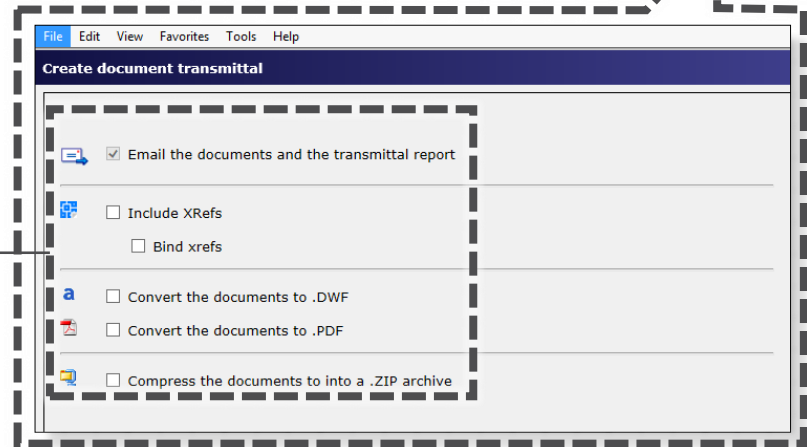 File Edit View Favorites Tools Help
Create document transmittal
Email the documents and the transmittal report
Include XRefs
Bind xrefs
a Convert the documents to .DWF
Convert the documents to .PDF
Compress the documents to into a .ZIP archive